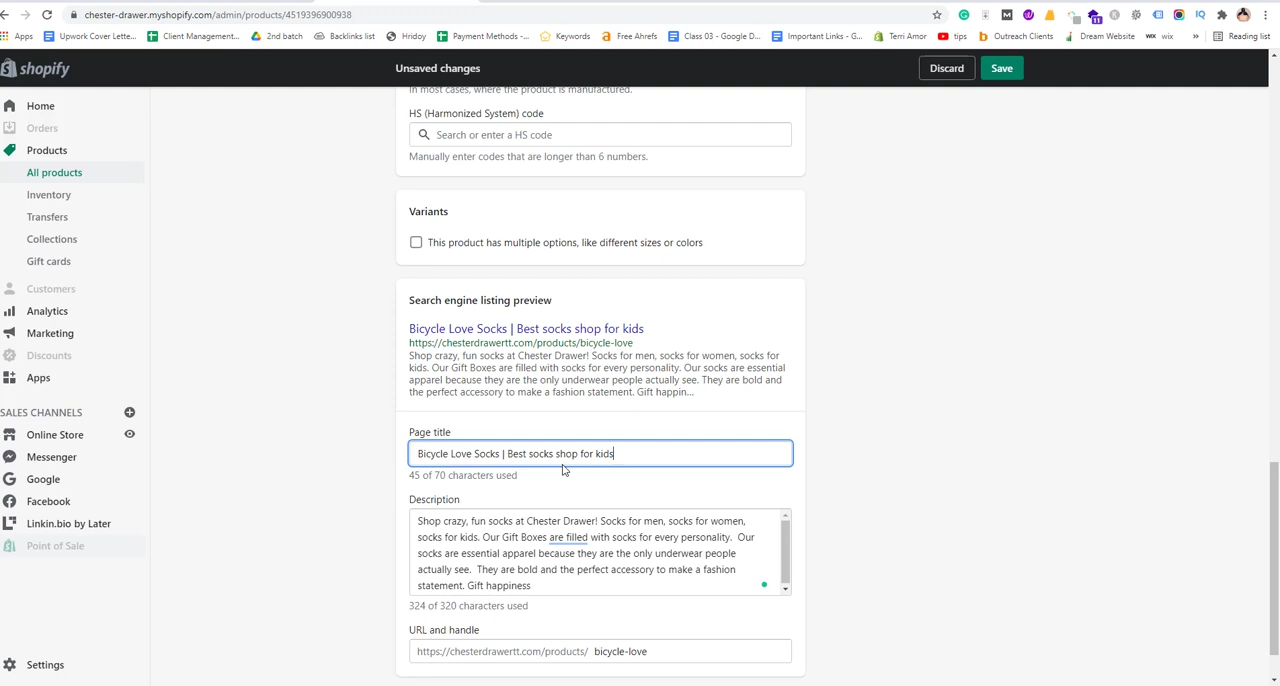 chester-drawer.myshopify.com/admin/products/4519396900938
Apps Upwork Cover Lette... Client Management... 2nd batch Backlinks list Hriday Payment Methods -... Keywords Free Ahrefs Class 01 - Google D... Important Links - G... Terri Amor tips Outreach Clients Dream Website WIX wix » Reading list
shopify Unsaved changes Discard Save
In most cases, where the product is manufactured.
Home
Orders
Products
All products
Inventory
Transfers
Collections
Gift cards
Customers
Analytics
Marketing
Discounts
Apps
SALES CHANNELS
Online Store
Messenger
Google
Facebook
Linkin.bio by Later
Point of Sale
Settings
HS (Harmonized System) code
Search or enter a HS code
Manually enter codes that are longer than 6 numbers.
Variants
This product has multiple options, like different sizes or colors
Search engine listing preview
Bicycle Love Socks | Best socks shop for kids
https://chesterdrawertt.com/products/bicycle-love
Shop crazy, fun socks at Chester Drawer! Socks for men, socks for women, socks for
kids. Our Gift Boxes are filled with socks for every personality. Our socks are essential
apparel because they are the only underwear people actually see. They are bold and
the perfect accessory to make a fashion statement. Gift happin...
Page title
Bicycle Love Socks | Best socks shop for kids
45 of 70 characters used
Description
Shop crazy, fun socks at Chester Drawer! Socks for men, socks for women,
socks for kids. Our Gift Boxes are filled with socks for every personality. Our
socks are essential apparel because they are the only underwear people
actually see. They are bold and the perfect accessory to make a fashion
statement. Gift happiness
324 of 320 characters used
URL and handle
https://chesterdrawertt.com/products/ bicycle-love